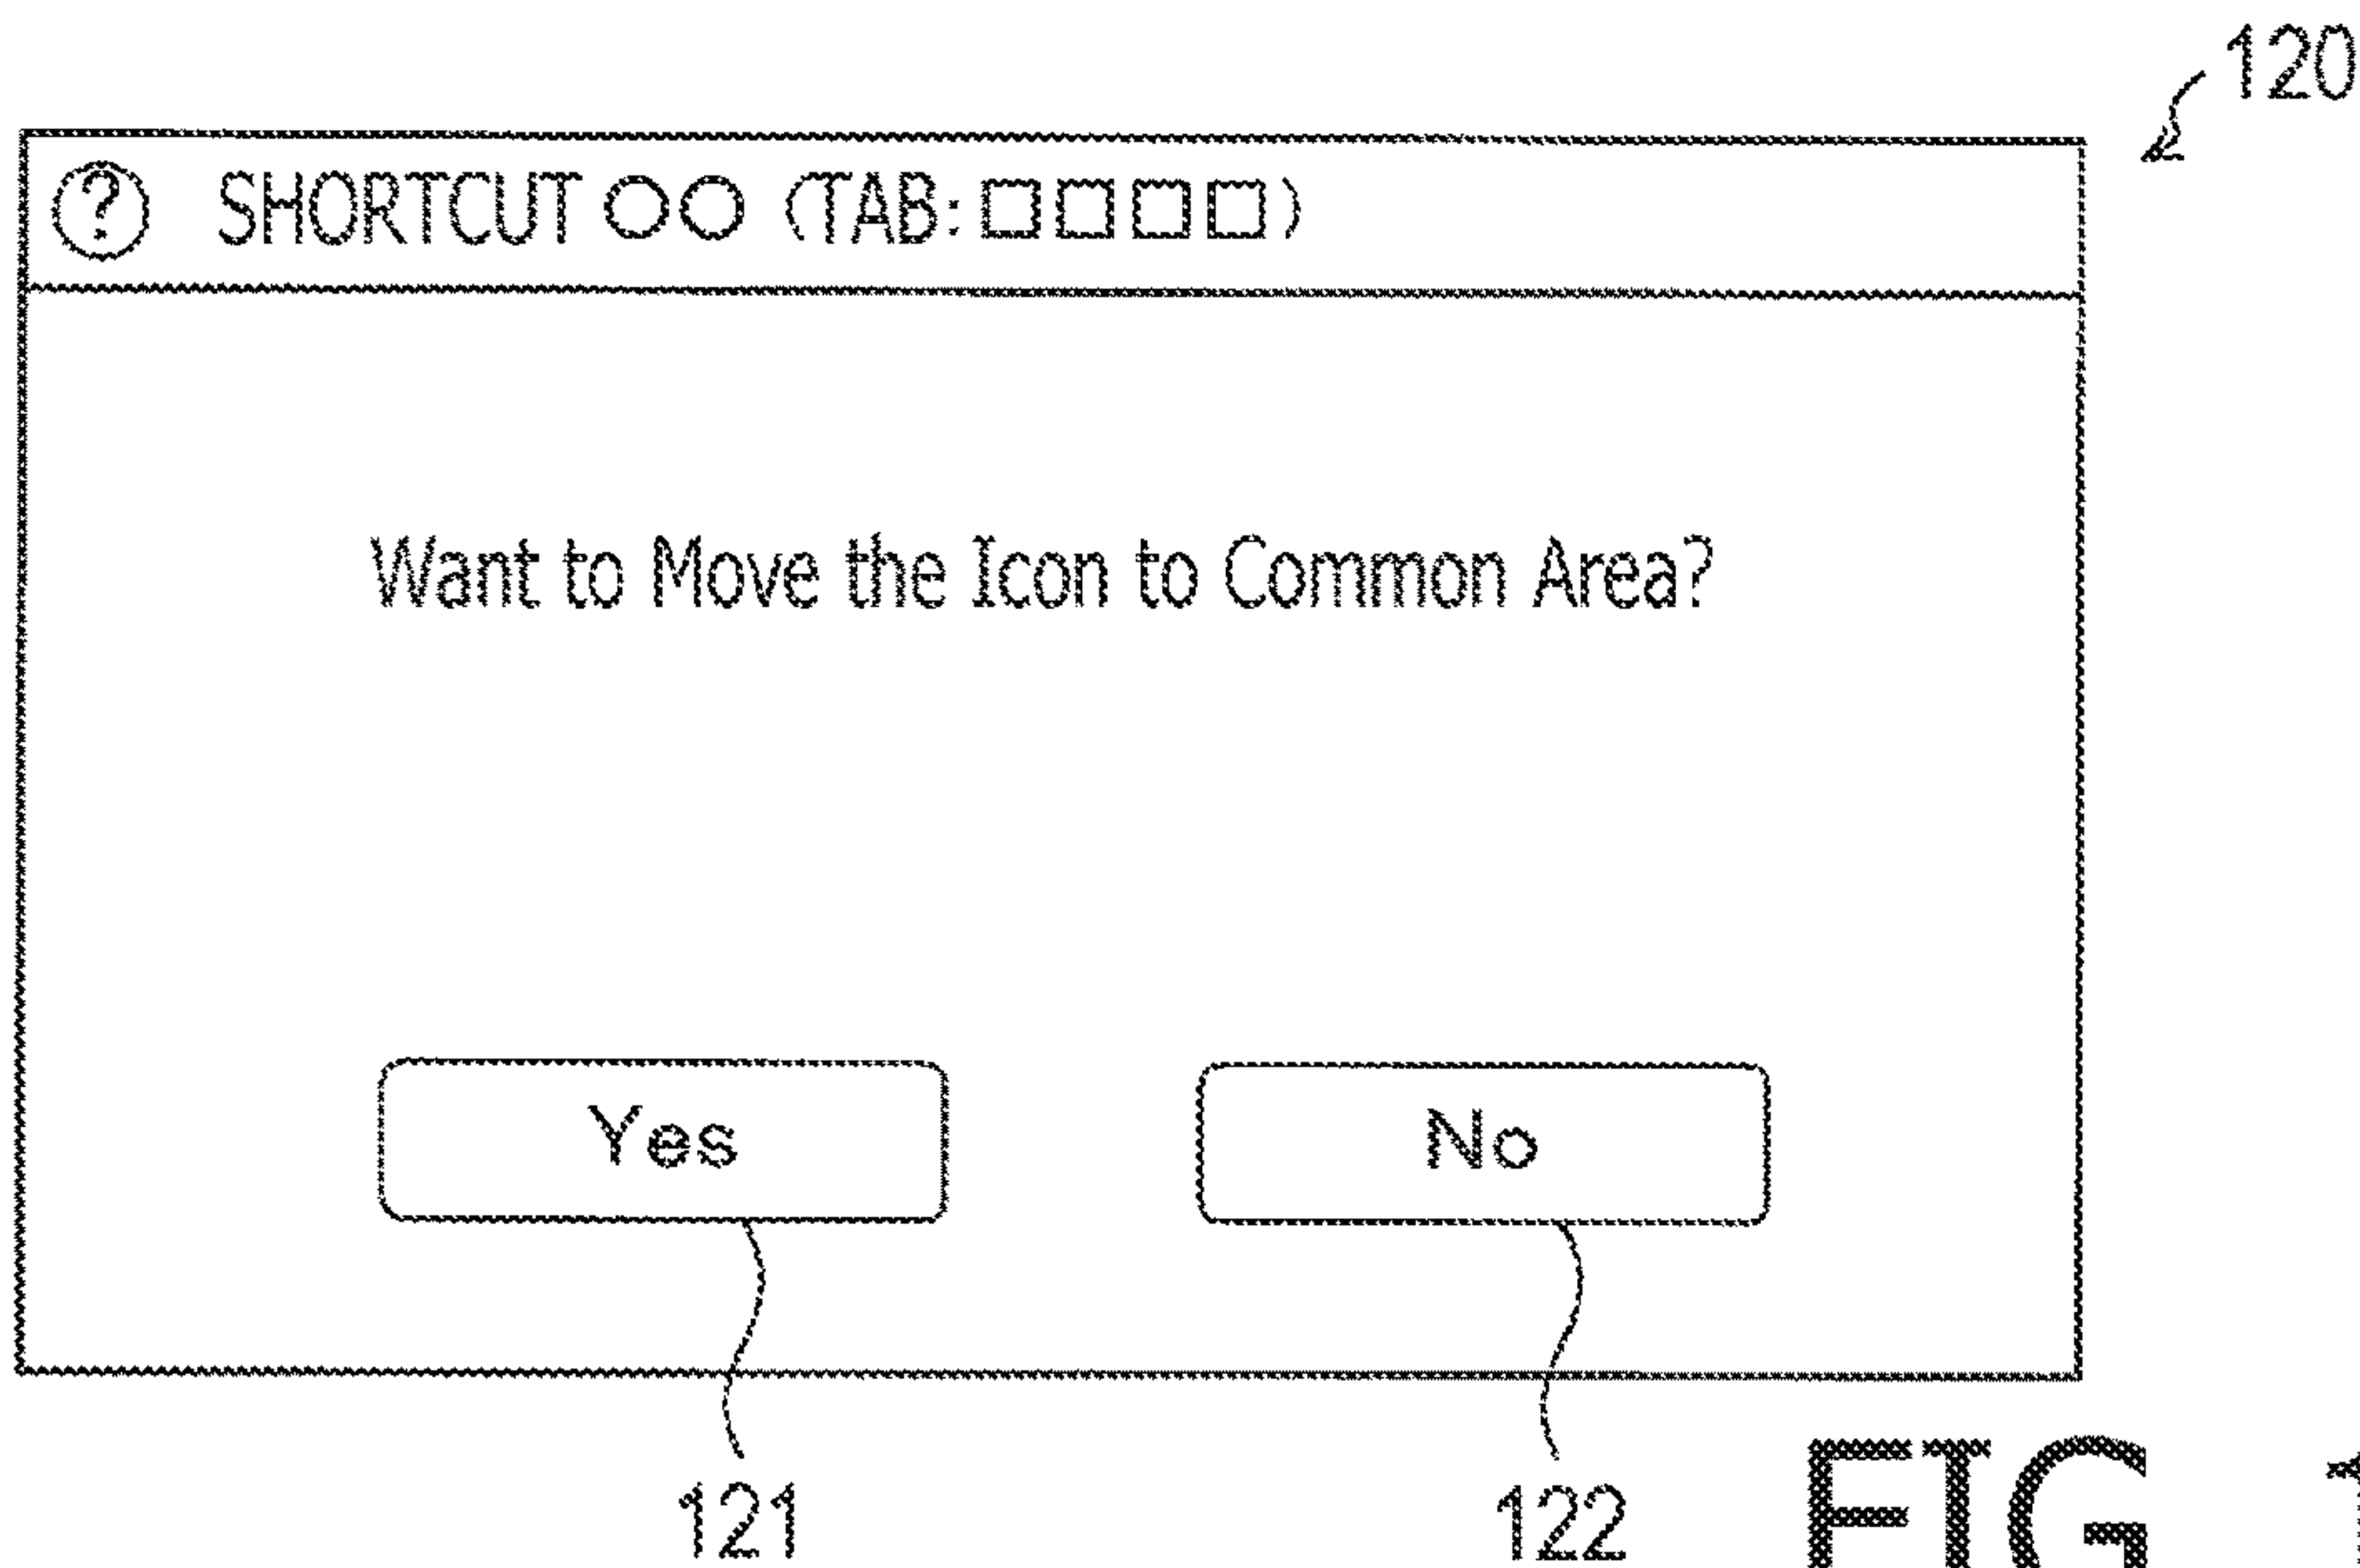 120
? SHORTCUT ○○ (TAB:□□□□)
Want to Move the Icon to Common Area?
Yes No
121 122 FIG